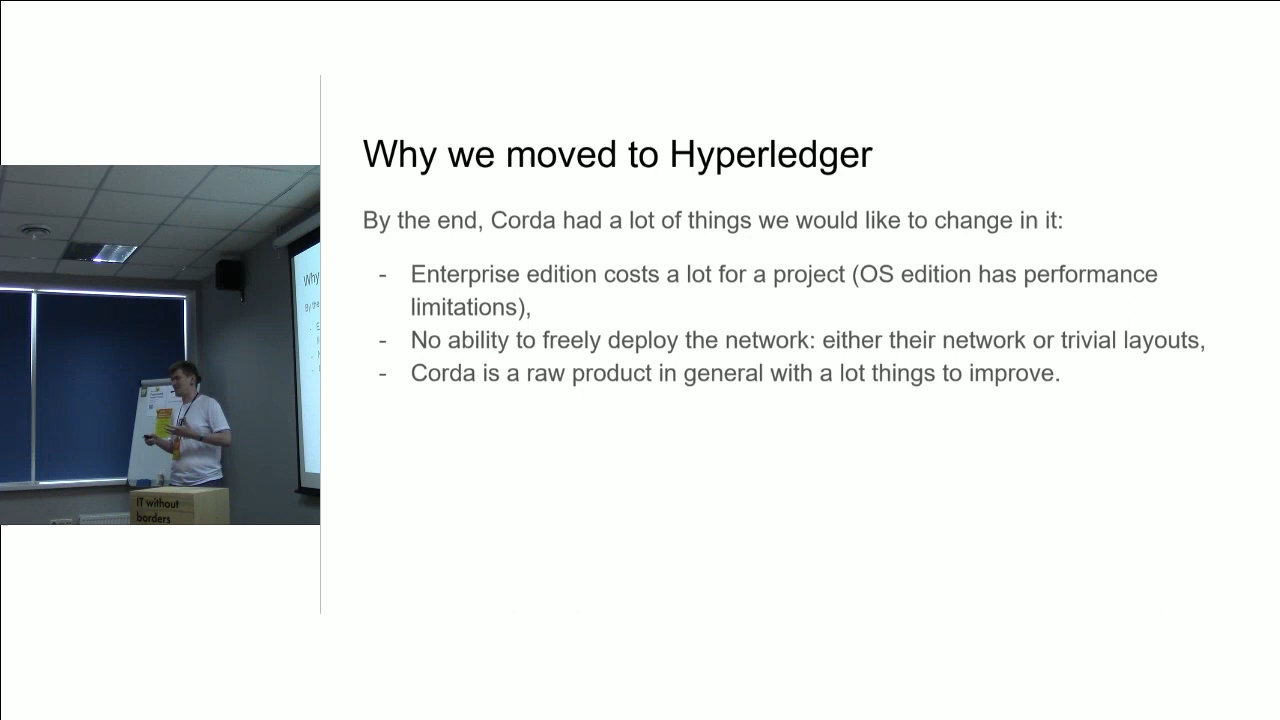 Why we moved to Hyperledger
By the end, Corda had a lot of things we would like to change in it:
- Enterprise edition costs a lot for a project (OS edition has performance
limitations),
- No ability to freely deploy the network: either their network or trivial layouts,
- Corda is a raw product in general with a lot things to improve.
Why
By the
IT without
borders